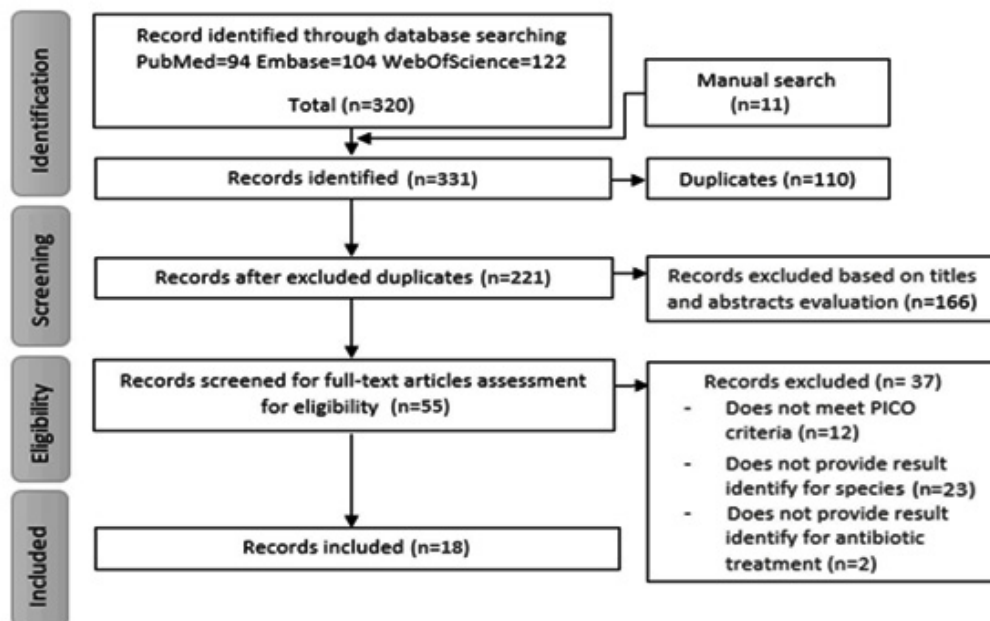 Identification
Record identified through database searching
PubMed=94 Embase=104 WebOfScience=122
Total (n=320)
Manual search
(n=11)
Records identified (n=331)
Duplicates (n=110)
Screening
Records after excluded duplicates (n=221)
Records excluded based on titles
and abstracts evaluation (n=166)
Eligibility
Records screened for full-text articles assessment
for eligibility (n=55)
Records excluded (n= 37)
- Does not meet PICO
criteria (n=12)
- Does not provide result
identify for species (n=23)
- Does not provide result
identify for antibiotic
treatment (n=2)
Included
Records included (n=18)